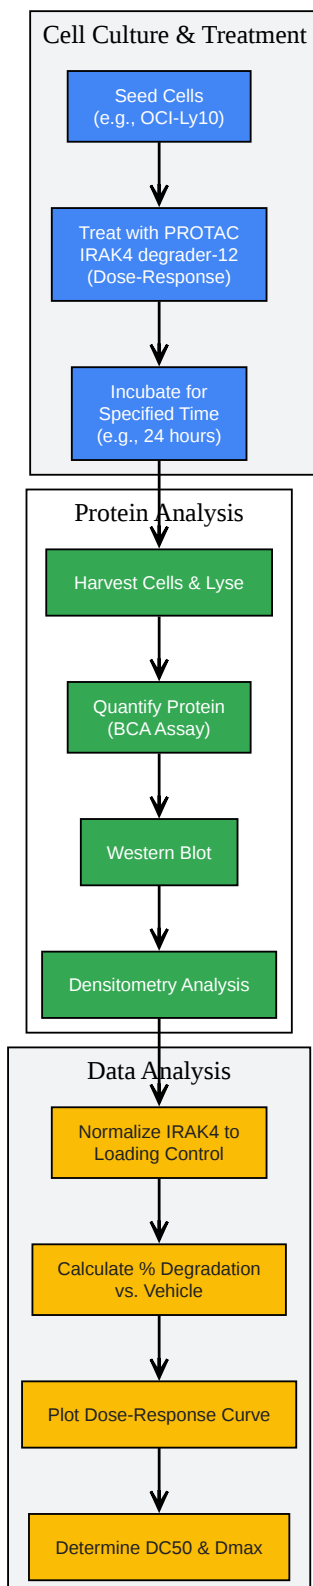 Cell Culture & Treatment
Seed Cells
(e.g., OCI-Ly10)
Treat with PROTAC
IRAK4 degrader-12
(Dose-Response)
Incubate for
Specified Time
(e.g., 24 hours)
Protein Analysis
Harvest Cells & Lyse
Quantify Protein
(BCA Assay)
Western Blot
Densitometry Analysis
Data Analysis
Normalize IRAK4 to
Loading Control
Calculate % Degradation
vs. Vehicle
Plot Dose-Response Curve
Determine DC50 & Dmax